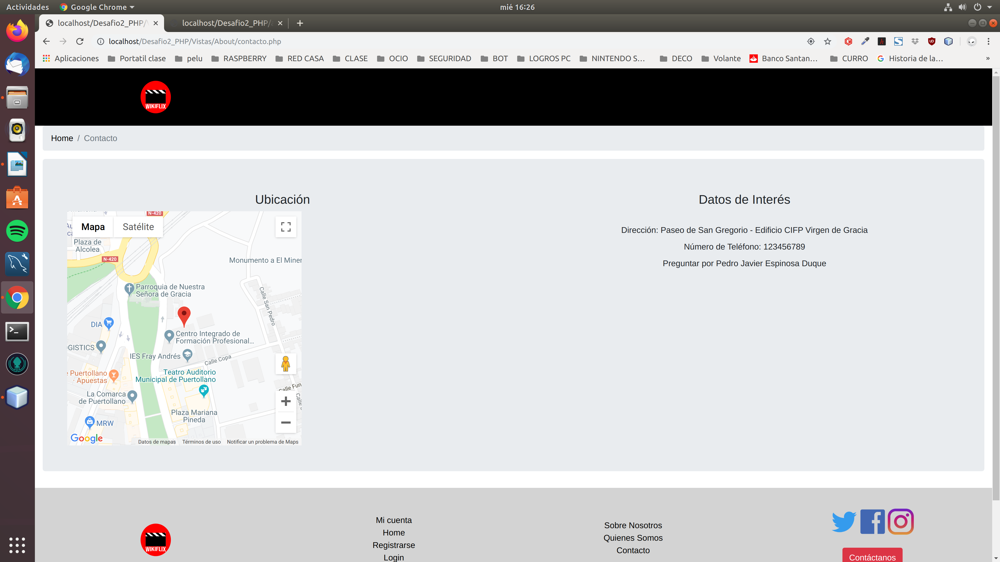 Actividades
Google Chrome
mié 16:26
localhost/Desafio2_PHP/
localhost/Desafio2_PHP/
localhost/Desafio2_PHP/Vistas/About/contacto.php
Aplicaciones
Portatil clase
pelu
RASPBERRY
RED CASA
CLASE
OCIO
SEGURIDAD
BOT
LOGROS PC
NINTENDO S...
DECO
Volante
Banco Santan...
CURRO
Historia de la...
»
WIKIFLIX
Home / Contacto
Ubicación
Mapa
Satélite
N-420
Plaza de
Alcolea
N-420
Monumento a El Miner
Parroquia de Nuestra
Señora de Gracia
Calle San Pedro
DIA
Centro Integrado de
Formación Profesional...
GISTICS
IES Fray Andrés
Calle Copa
Teatro Auditorio
Municipal de Puertollano
Puertollano
Apuestas
Calle Fun
La Comarca
de Puertollano
Calle
Plaza Mariana
Pineda
MRW
Google
Datos de mapas
Términos de uso
Notificar un problema de Maps
Datos de Interés
Dirección: Paseo de San Gregorio - Edificio CIFP Virgen de Gracia
Número de Teléfono: 123456789
Preguntar por Pedro Javier Espinosa Duque
WIKIFLIX
Mi cuenta
Home
Registrarse
Login
Sobre Nosotros
Quienes Somos
Contacto
Contáctanos